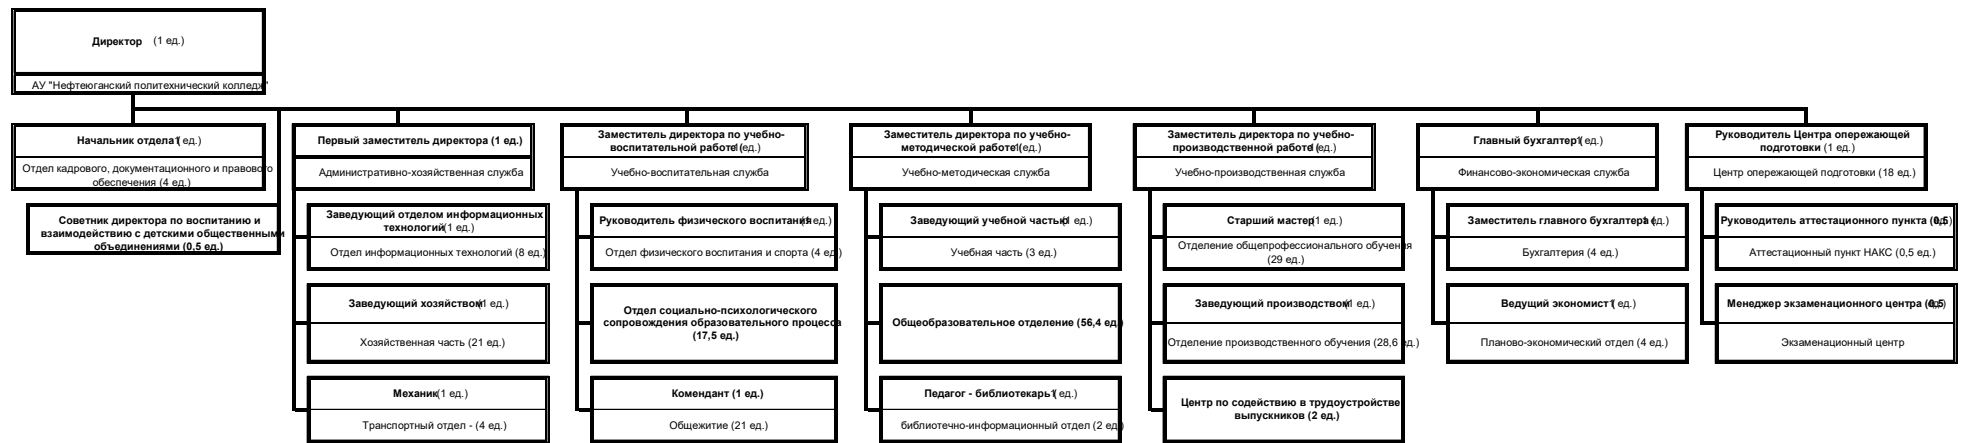 Директор (1 ед.)
АУ "Нефтеюганский политехнический колледж"
Начальник отдела (1 ед.)
Отдел кадрового, документационного и правового
обеспечения (4 ед.)
Советник директора по воспитанию и
взаимодействию с детскими общественными
объединениями (0,5 ед.)
Первый заместитель директора (1 ед.)
Административно-хозяйственная служба
Заведующий отделом информационных
технологий (1 ед.)
Отдел информационных технологий (8 ед.)
Заведующий хозяйством (1 ед.)
Хозяйственная часть (21 ед.)
Механик (1 ед.)
Транспортный отдел - (4 ед.)
Заместитель директора по учебно-
воспитательной работе (1 ед.)
Учебно-воспитательная служба
Руководитель физического воспитания (1 ед.)
Отдел физического воспитания и спорта (4 ед.)
Отдел социально-психологического
сопровождения образовательного процесса
(17,5 ед.)
Комендант (1 ед.)
Общежитие (21 ед.)
Заместитель директора по учебно-
методической работе (1 ед.)
Учебно-методическая служба
Заведующий учебной частью (1 ед.)
Учебная часть (3 ед.)
Общеобразовательное отделение (56,4 ед.)
Педагог - библиотекарь (1 ед.)
библиотечно-информационный отдел (2 ед.)
Заместитель директора по учебно-
производственной работе (1 ед.)
Учебно-производственная служба
Старший мастер (1 ед.)
Отделение общепрофессионального обучения
(29 ед.)
Заведующий производством (1 ед.)
Отделение производственного обучения (28,6 ед.)
Центр по содействию в трудоустройстве
выпускников (2 ед.)
Главный бухгалтер (1 ед.)
Финансово-экономическая служба
Заместитель главного бухгалтера (1 ед.)
Бухгалтерия (4 ед.)
Ведущий экономист (1 ед.)
Планово-экономический отдел (4 ед.)
Руководитель Центра опережающей
подготовки (1 ед.)
Центр опережающей подготовки (18 ед.)
Руководитель аттестационного пункта (0,5 ед.)
Аттестационный пункт НАКС (0,5 ед.)
Менеджер экзаменационного центра (0,5 ед.)
Экзаменационный центр